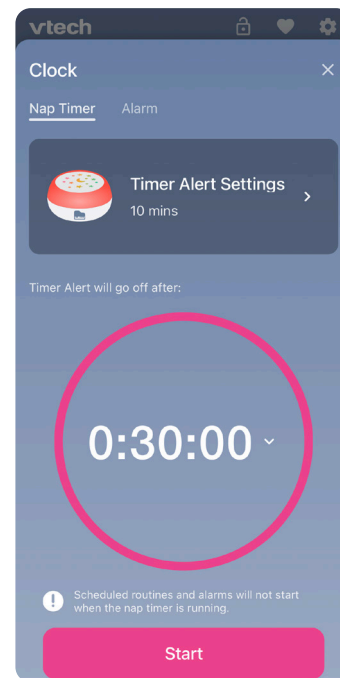 vtech
Clock
Nap Timer Alarm
Timer Alert Settings
10 mins
Timer Alert will go off after:
0:30:00
Scheduled routines and alarms will not start
when the nap timer is running.
Start